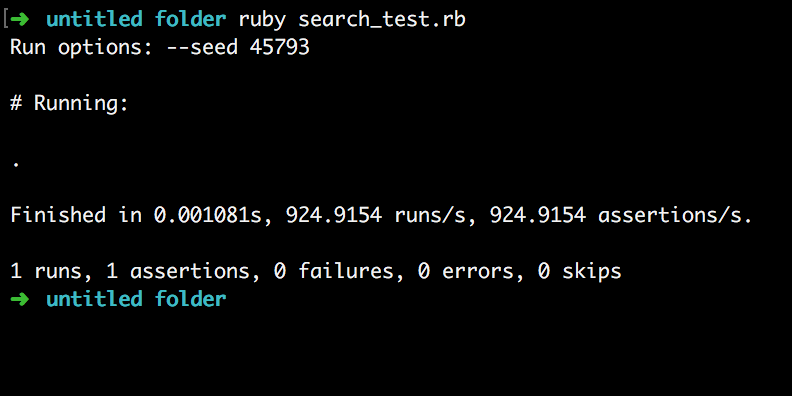 [➜ untitled folder ruby search_test.rb
Run options: --seed 45793
# Running:
.
Finished in 0.001081s, 924.9154 runs/s, 924.9154 assertions/s.
1 runs, 1 assertions, 0 failures, 0 errors, 0 skips
➜ untitled folder